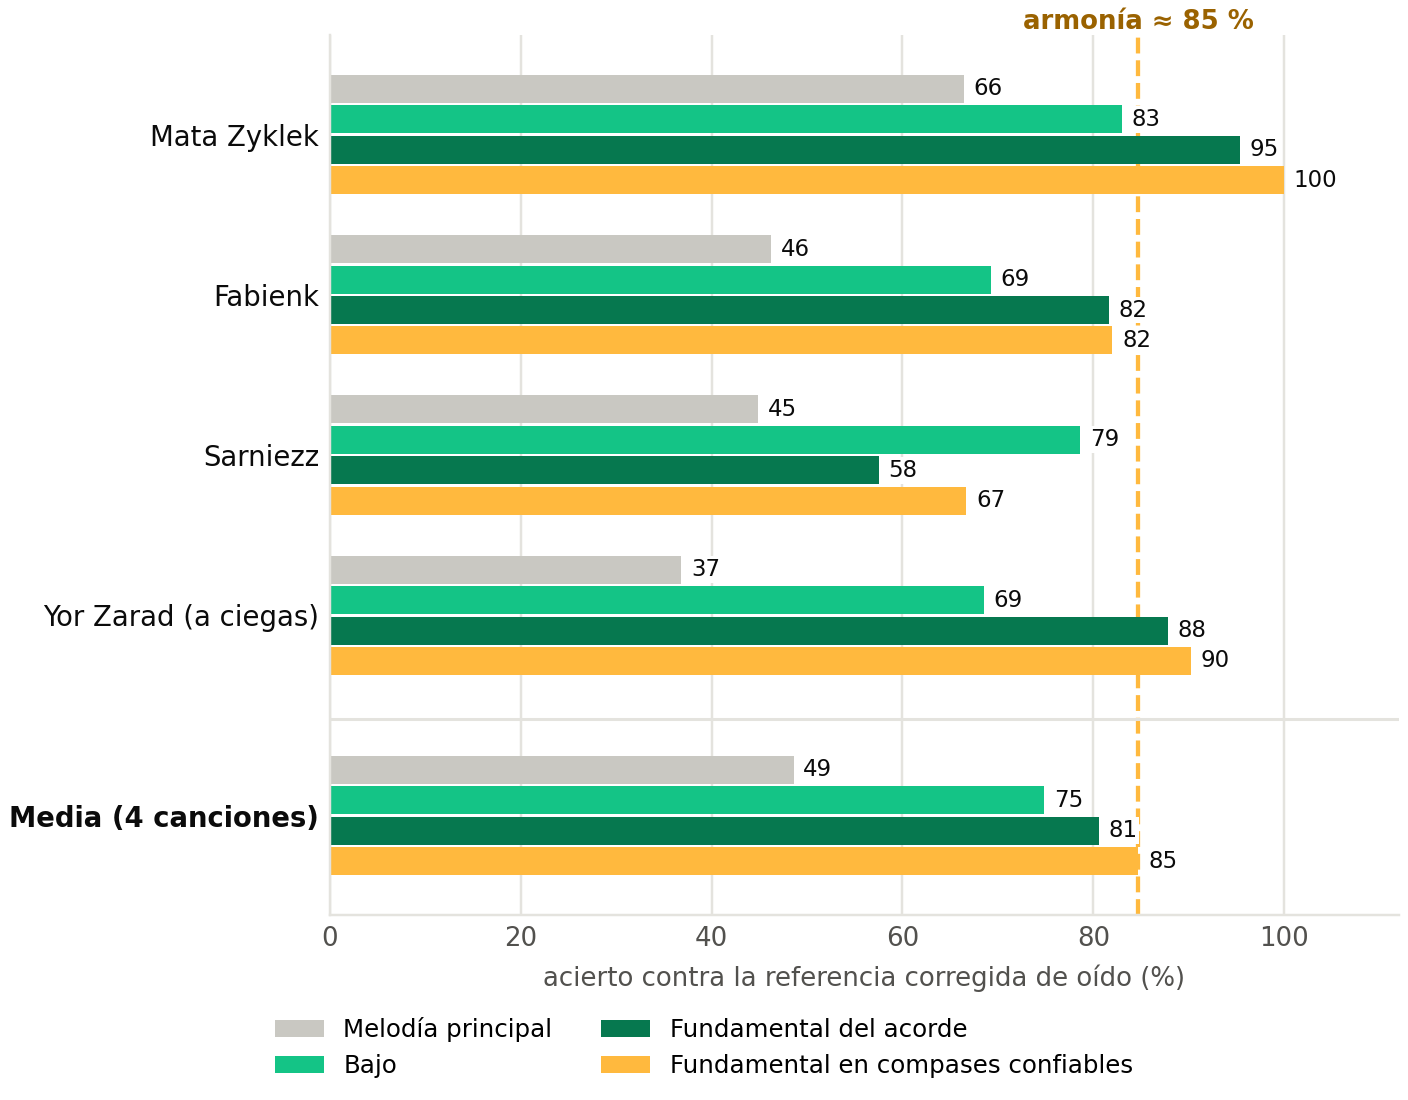 armonía ≈ 85 %
Mata Zyklek
66
83
95
100
Fabienk
46
69
82
82
Sarniezz
45
79
58
67
Yor Zarad (a ciegas)
37
69
88
90
Media (4 canciones)
49
75
81
85
0 20 40 60 80 100
acierto contra la referencia corregida de oído (%)
Melodía principal
Bajo
Fundamental del acorde
Fundamental en compases confiables